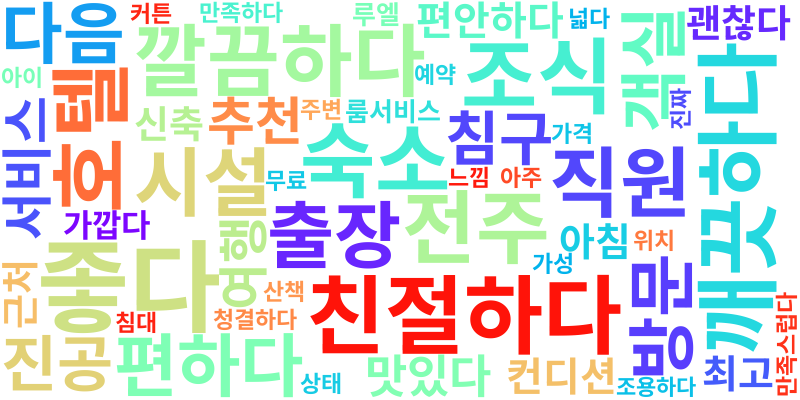 다음
커튼
만족하다
루엘
편안하다
넓다
괜찮다
깔끔하다
조식
객실
아이
호텔
예약
진짜
깨끗하다
서비스
신축
추천
주변
룸서비스
침구
가격
시설
숙소
직원
무료
느낌
아주
가깝다
여행
출장
전주
아침
위치
좋다
가성
방문
근처
산책
친절하다
침대
청결하다
만족스럽다
진공
편하다
상태
맛있다
컨디션
조용하다
최고